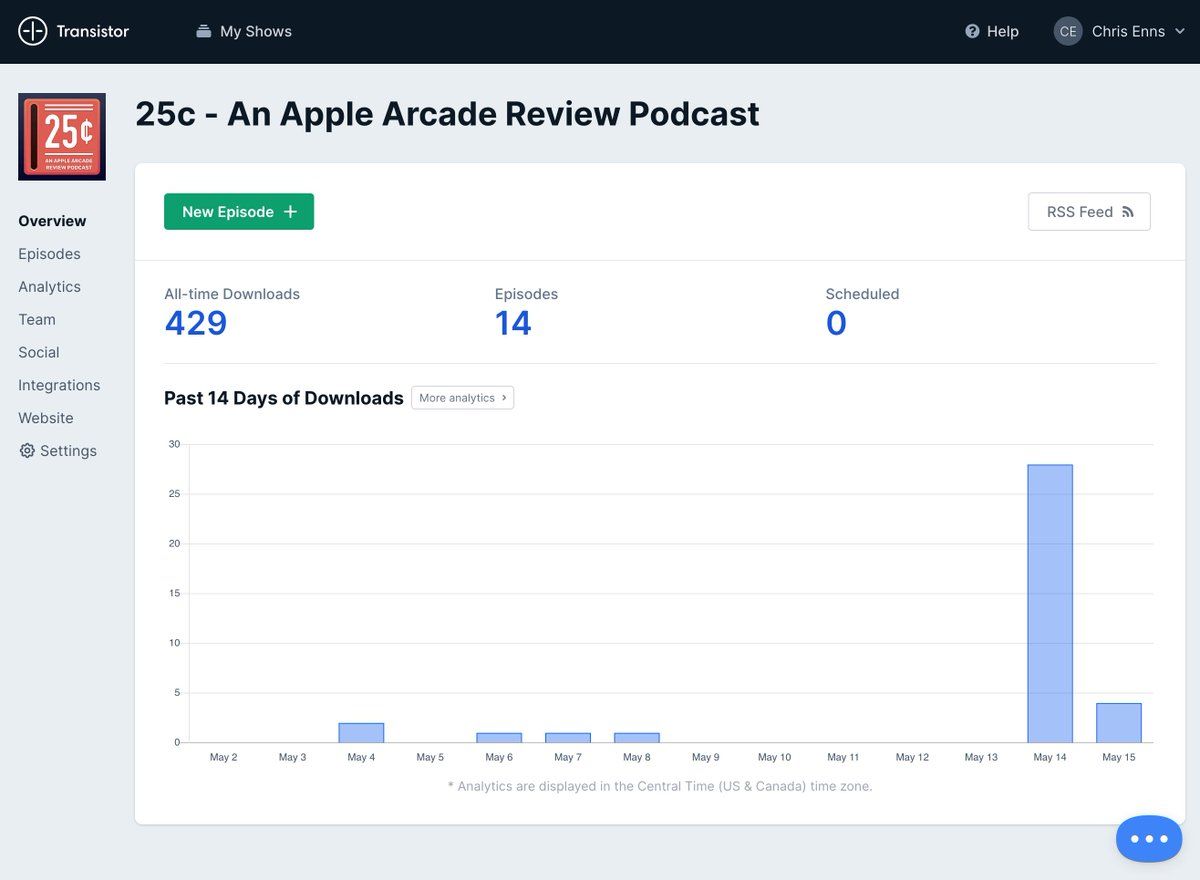 Transistor
My Shows
Help
CE
Chris Enns
25¢
AN APPLE ARCADE
REVIEW PODCAST
25c - An Apple Arcade Review Podcast
Overview
Episodes
Analytics
Team
Social
Integrations
Website
Settings
New Episode +
RSS Feed
All-time Downloads
429
Episodes
14
Scheduled
0
Past 14 Days of Downloads
More analytics ›
30
25
20
15
10
5
0
May 2 May 3 May 4 May 5 May 6 May 7 May 8 May 9 May 10 May 11 May 12 May 13 May 14 May 15
* Analytics are displayed in the Central Time (US & Canada) time zone.